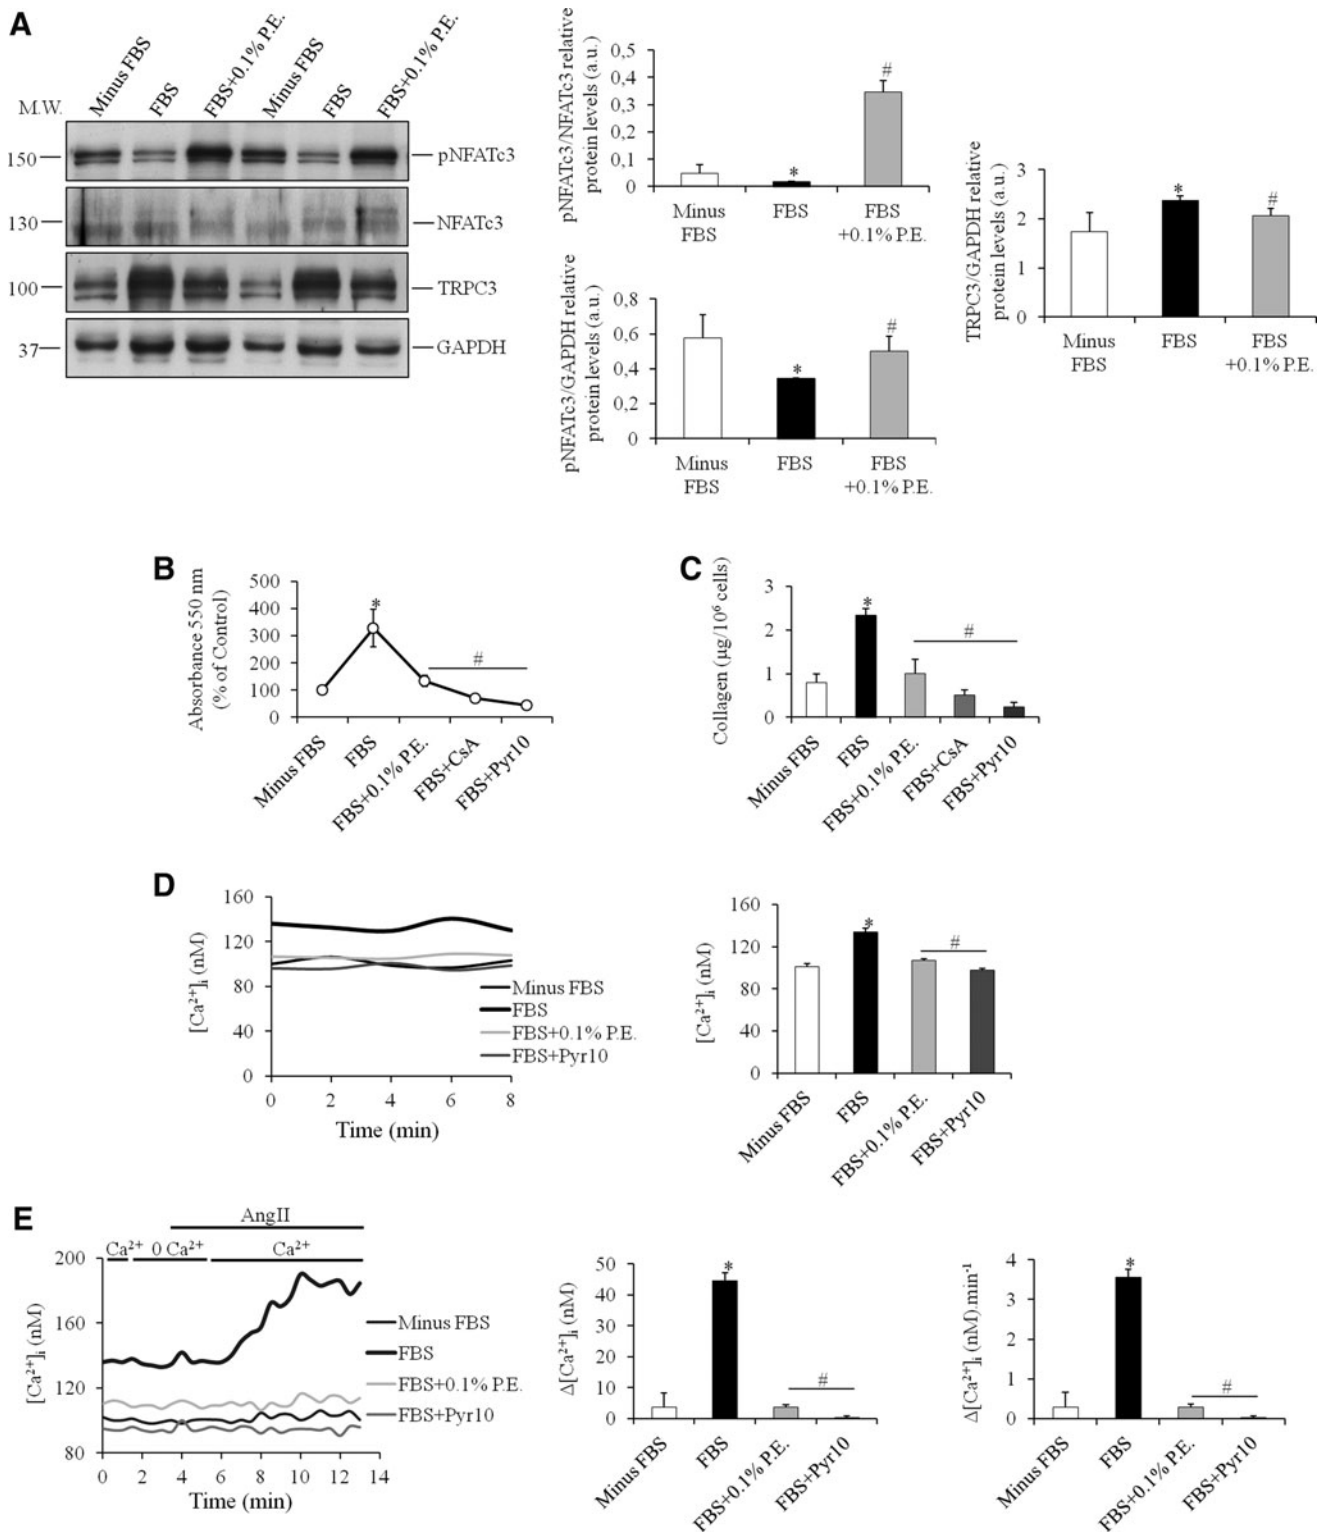 A
Minus FBS
FBS
FBS+0.1% P.E.
Minus FBS
FBS
FBS+0.1% P.E.
M.W.
150
pNFATc3
130
NFATc3
100
TRPC3
37
GAPDH
pNFATc3/NFATc3 relative
protein levels (a.u.)
0,5
0,4
0,3
0,2
0,1
0
*
#
Minus
FBS
FBS
FBS
+0.1% P.E.
pNFATc3/GAPDH relative
protein levels (a.u.)
0,8
0,6
0,4
0,2
0
*
#
Minus
FBS
FBS
FBS
+0.1% P.E.
TRPC3/GAPDH relative
protein levels (a.u.)
3
2
1
0
*
#
Minus
FBS
FBS
FBS
+0.1% P.E.
B
Absorbance 550 nm
(% of Control)
500
400
300
200
100
0
*
#
Minus FBS
FBS
FBS+0.1% P.E.
FBS+CsA
FBS+Pyr10
C
Collagen (µg/10⁶ cells)
3
2
1
0
*
#
Minus FBS
FBS
FBS+0.1% P.E.
FBS+CsA
FBS+Pyr10
D
[Ca²⁺]ᵢ (nM)
160
120
80
40
0
0 2 4 6 8
Time (min)
Minus FBS
FBS
FBS+0.1% P.E.
FBS+Pyr10
[Ca²⁺]ᵢ (nM)
160
120
80
40
0
*
#
Minus FBS
FBS
FBS+0.1% P.E.
FBS+Pyr10
E
AngII
Ca²⁺ 0 Ca²⁺ Ca²⁺
[Ca²⁺]ᵢ (nM)
200
160
120
80
0 2 4 6 8 10 12 14
Time (min)
Minus FBS
FBS
FBS+0.1% P.E.
FBS+Pyr10
Δ[Ca²⁺]ᵢ (nM)
50
40
30
20
10
0
*
#
Minus FBS
FBS
FBS+0.1% P.E.
FBS+Pyr10
Δ[Ca²⁺]ᵢ (nM).min⁻¹
4
3
2
1
0
*
#
Minus FBS
FBS
FBS+0.1% P.E.
FBS+Pyr10